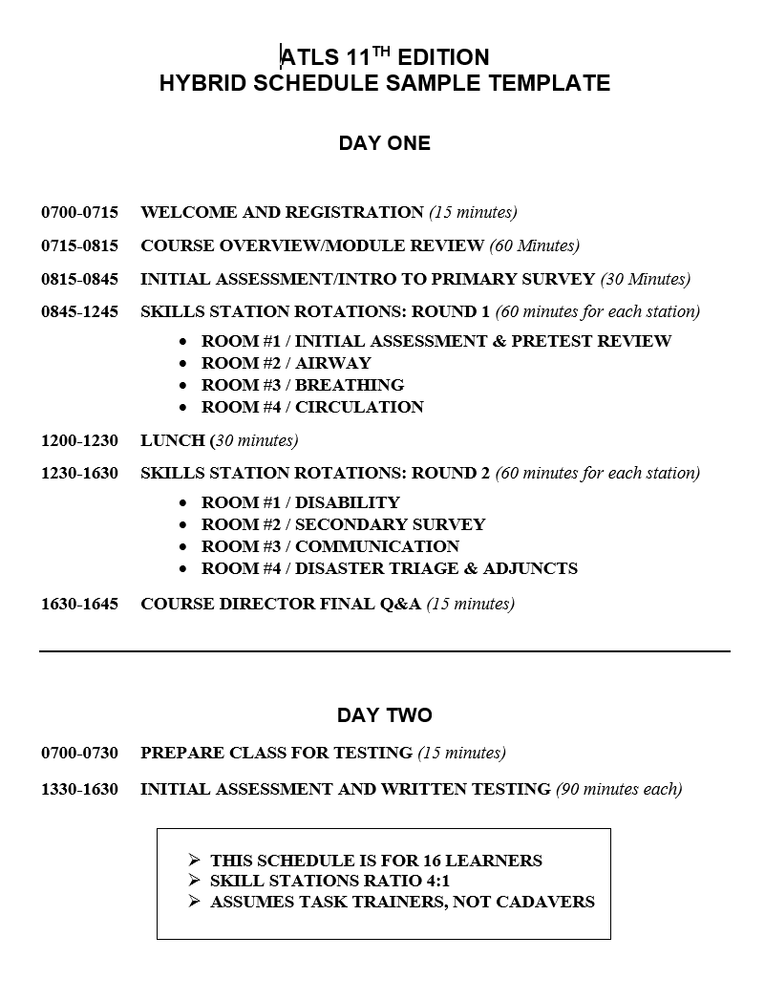 ATLS 11TH EDITION
HYBRID SCHEDULE SAMPLE TEMPLATE
DAY ONE
0700-0715 WELCOME AND REGISTRATION (15 minutes)
0715-0815 COURSE OVERVIEW/MODULE REVIEW (60 Minutes)
0815-0845 INITIAL ASSESSMENT/INTRO TO PRIMARY SURVEY (30 Minutes)
0845-1245 SKILLS STATION ROTATIONS: ROUND 1 (60 minutes for each station)
• ROOM #1 / INITIAL ASSESSMENT & PRETEST REVIEW
• ROOM #2 / AIRWAY
• ROOM #3 / BREATHING
• ROOM #4 / CIRCULATION
1200-1230 LUNCH (30 minutes)
1230-1630 SKILLS STATION ROTATIONS: ROUND 2 (60 minutes for each station)
• ROOM #1 / DISABILITY
• ROOM #2 / SECONDARY SURVEY
• ROOM #3 / COMMUNICATION
• ROOM #4 / DISASTER TRIAGE & ADJUNCTS
1630-1645 COURSE DIRECTOR FINAL Q&A (15 minutes)
DAY TWO
0700-0730 PREPARE CLASS FOR TESTING (15 minutes)
1330-1630 INITIAL ASSESSMENT AND WRITTEN TESTING (90 minutes each)
➢ THIS SCHEDULE IS FOR 16 LEARNERS
➢ SKILL STATIONS RATIO 4:1
➢ ASSUMES TASK TRAINERS, NOT CADAVERS